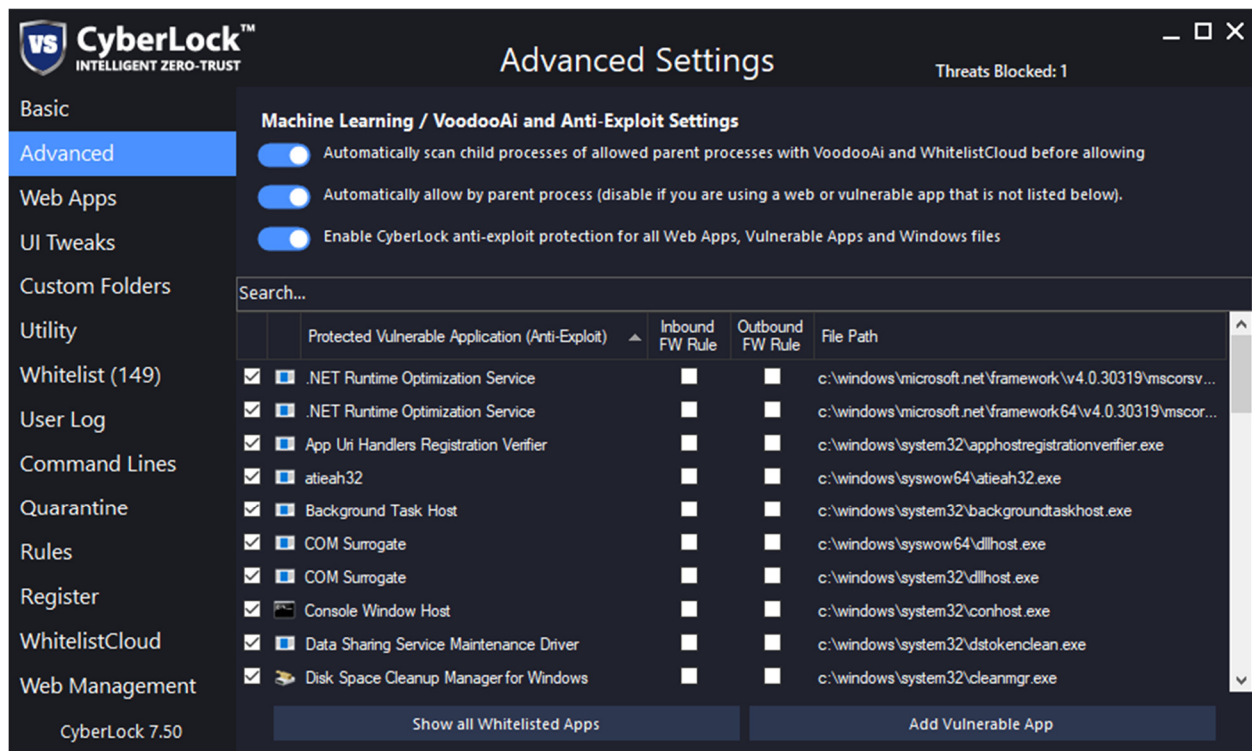 VS CyberLock™
INTELLIGENT ZERO-TRUST
Advanced Settings
Threats Blocked: 1
Basic
Advanced
Web Apps
UI Tweaks
Custom Folders
Utility
Whitelist (149)
User Log
Command Lines
Quarantine
Rules
Register
WhitelistCloud
Web Management
CyberLock 7.50
Machine Learning / VoodooAi and Anti-Exploit Settings
Automatically scan child processes of allowed parent processes with VoodooAi and WhitelistCloud before allowing
Automatically allow by parent process (disable if you are using a web or vulnerable app that is not listed below).
Enable CyberLock anti-exploit protection for all Web Apps, Vulnerable Apps and Windows files
Search...
Protected Vulnerable Application (Anti-Exploit) Inbound FW Rule Outbound FW Rule File Path
.NET Runtime Optimization Service c:\windows\microsoft.net\framework\v4.0.30319\mscorsv...
.NET Runtime Optimization Service c:\windows\microsoft.net\framework64\v4.0.30319\mscor...
App Uri Handlers Registration Verifier c:\windows\system32\apphostregistrationverifier.exe
atieah32 c:\windows\syswow64\atieah32.exe
Background Task Host c:\windows\system32\backgroundtaskhost.exe
COM Surrogate c:\windows\syswow64\dllhost.exe
COM Surrogate c:\windows\system32\dllhost.exe
Console Window Host c:\windows\system32\conhost.exe
Data Sharing Service Maintenance Driver c:\windows\system32\dstokenclean.exe
Disk Space Cleanup Manager for Windows c:\windows\system32\cleanmgr.exe
Show all Whitelisted Apps
Add Vulnerable App